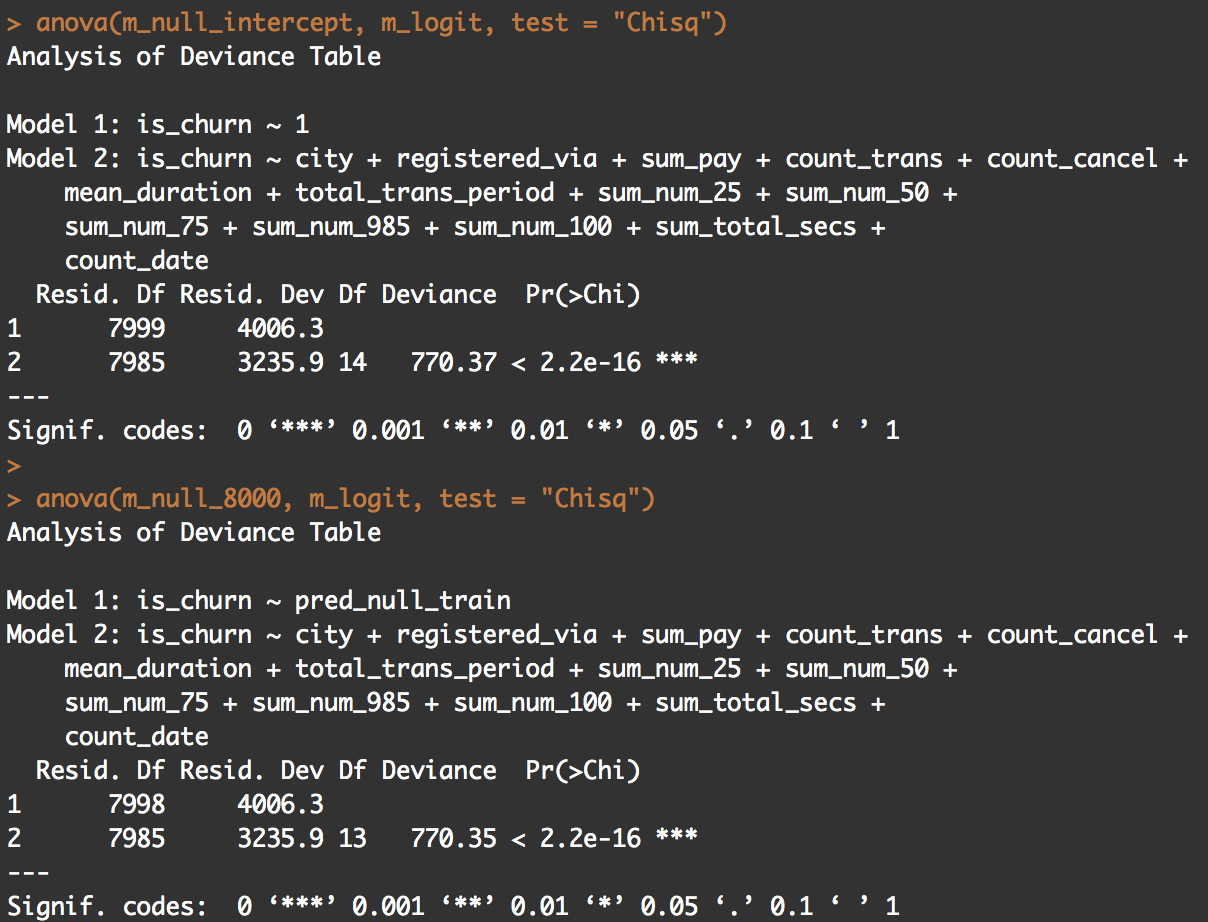 > anova(m_null_intercept, m_logit, test = "Chisq")
Analysis of Deviance Table

Model 1: is_churn ~ 1
Model 2: is_churn ~ city + registered_via + sum_pay + count_trans + count_cancel +
    mean_duration + total_trans_period + sum_num_25 + sum_num_50 +
    sum_num_75 + sum_num_985 + sum_num_100 + sum_total_secs +
    count_date
  Resid. Df Resid. Dev Df Deviance  Pr(>Chi)
1      7999     4006.3
2      7985     3235.9 14   770.37 < 2.2e-16 ***
---
Signif. codes:  0 ‘***’ 0.001 ‘**’ 0.01 ‘*’ 0.05 ‘.’ 0.1 ‘ ’ 1
>
> anova(m_null_8000, m_logit, test = "Chisq")
Analysis of Deviance Table

Model 1: is_churn ~ pred_null_train
Model 2: is_churn ~ city + registered_via + sum_pay + count_trans + count_cancel +
    mean_duration + total_trans_period + sum_num_25 + sum_num_50 +
    sum_num_75 + sum_num_985 + sum_num_100 + sum_total_secs +
    count_date
  Resid. Df Resid. Dev Df Deviance  Pr(>Chi)
1      7998     4006.3
2      7985     3235.9 13   770.35 < 2.2e-16 ***
---
Signif. codes:  0 ‘***’ 0.001 ‘**’ 0.01 ‘*’ 0.05 ‘.’ 0.1 ‘ ’ 1